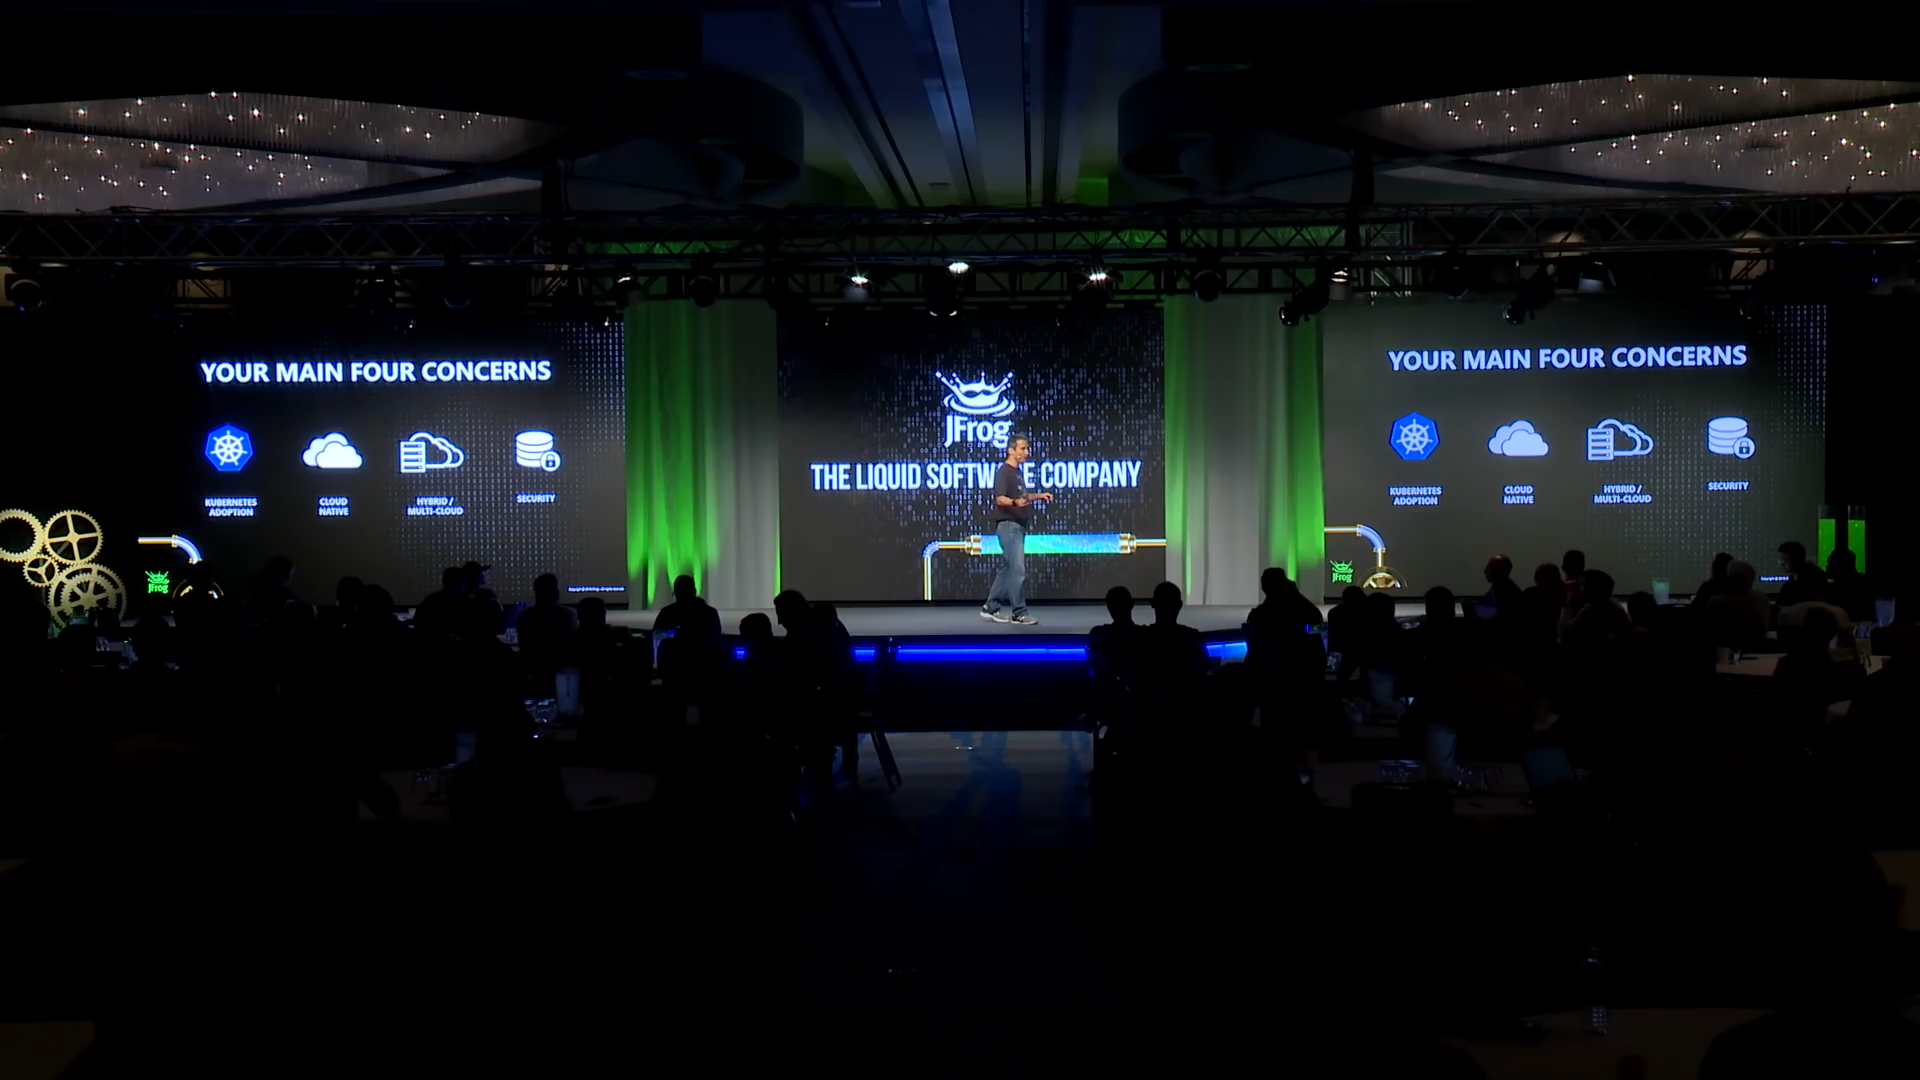 YOUR MAIN FOUR CONCERNS
KUBERNETES
ADOPTION
CLOUD
NATIVE
HYBRID /
MULTI-CLOUD
SECURITY
JFrog
JFrog
THE LIQUID SOFTW E COMPANY
YOUR MAIN FOUR CONCERNS
KUBERNETES
ADOPTION
CLOUD
NATIVE
HYBRID /
MULTI-CLOUD
SECURITY
JFrog